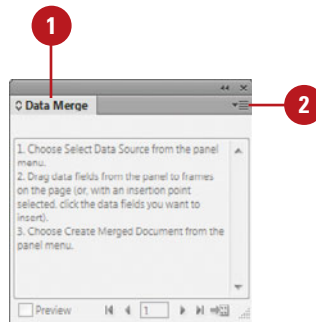 1
Data Merge
2
1. Choose Select Data Source from the panel
menu.
2. Drag data fields from the panel to frames
on the page (or, with an insertion point
selected, click the data fields you want to
insert).
3. Choose Create Merged Document from the
panel menu.
Preview
1